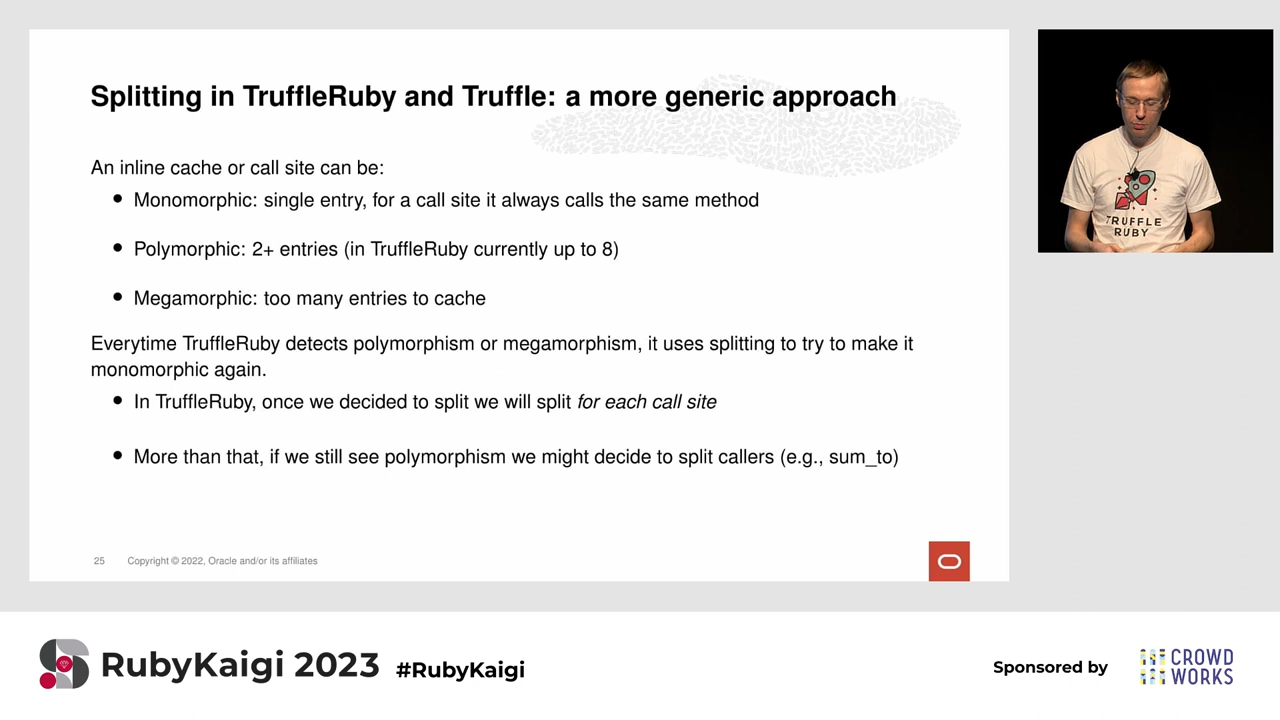 Splitting in TruffleRuby and Truffle: a more generic approach
An inline cache or call site can be:
● Monomorphic: single entry, for a call site it always calls the same method
● Polymorphic: 2+ entries (in TruffleRuby currently up to 8)
● Megamorphic: too many entries to cache
Everytime TruffleRuby detects polymorphism or megamorphism, it uses splitting to try to make it
monomorphic again.
● In TruffleRuby, once we decided to split we will split for each call site
● More than that, if we still see polymorphism we might decide to split callers (e.g., sum_to)
25 Copyright © 2022, Oracle and/or its affiliates
TRUFFLE
RUBY
RubyKaigi 2023 #RubyKaigi
Sponsored by
CROWD
WORKS